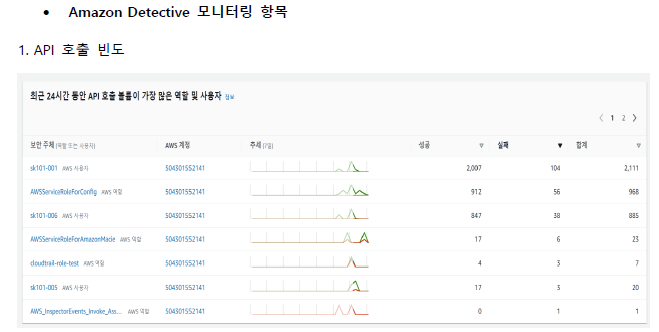 • Amazon Detective 모니터링 항목
1. API 호출 빈도
최근 24시간 동안 API 호출 볼륨이 가장 많은 역할 및 사용자 정보
1 2
보안 주체 (역할 또는 사용자) AWS 계정 추세 (7일) 성공 실패 합계
sk101-001 AWS 사용자 504301552141 2,007 104 2,111
AWSServiceRoleForConfig AWS 역할 504301552141 912 56 968
sk101-006 AWS 사용자 504301552141 847 38 885
AWSServiceRoleForAmazonMacie AWS 역할 504301552141 17 6 23
cloudtrail-role-test AWS 역할 504301552141 4 3 7
sk101-005 AWS 사용자 504301552141 17 3 20
AWS_InspectorEvents_Invoke_Ass... AWS 역할 504301552141 0 1 1